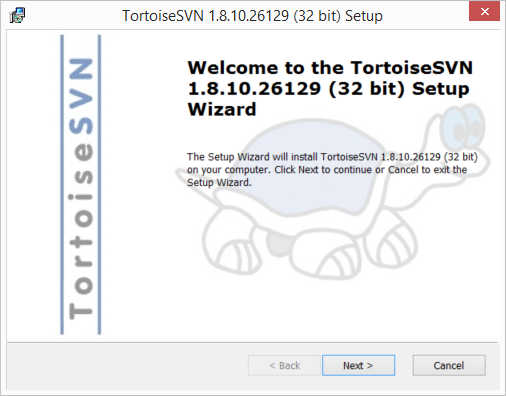 TortoiseSVN 1.8.10.26129 (32 bit) Setup
TortoiseSVN
Welcome to the TortoiseSVN
1.8.10.26129 (32 bit) Setup
Wizard
The Setup Wizard will install TortoiseSVN 1.8.10.26129 (32 bit)
on your computer. Click Next to continue or Cancel to exit the
Setup Wizard.
< Back
Next >
Cancel